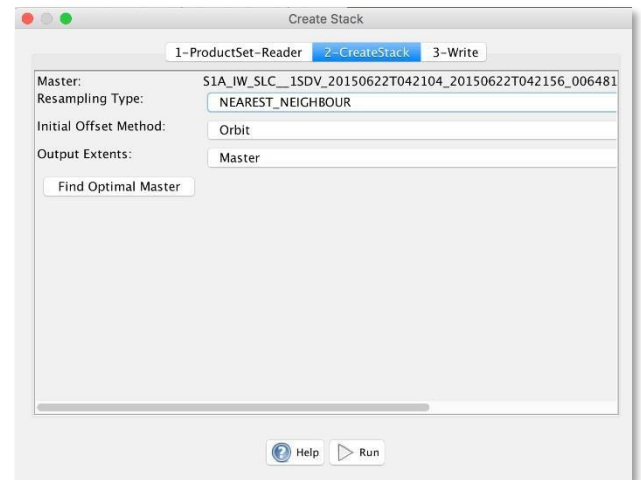 Create Stack
1-ProductSet-Reader 2-CreateStack 3-Write
Master: S1A_IW_SLC__1SDV_20150622T042104_20150622T042156_006481
Resampling Type: NEAREST_NEIGHBOUR
Initial Offset Method: Orbit
Output Extents: Master
Find Optimal Master
Help Run